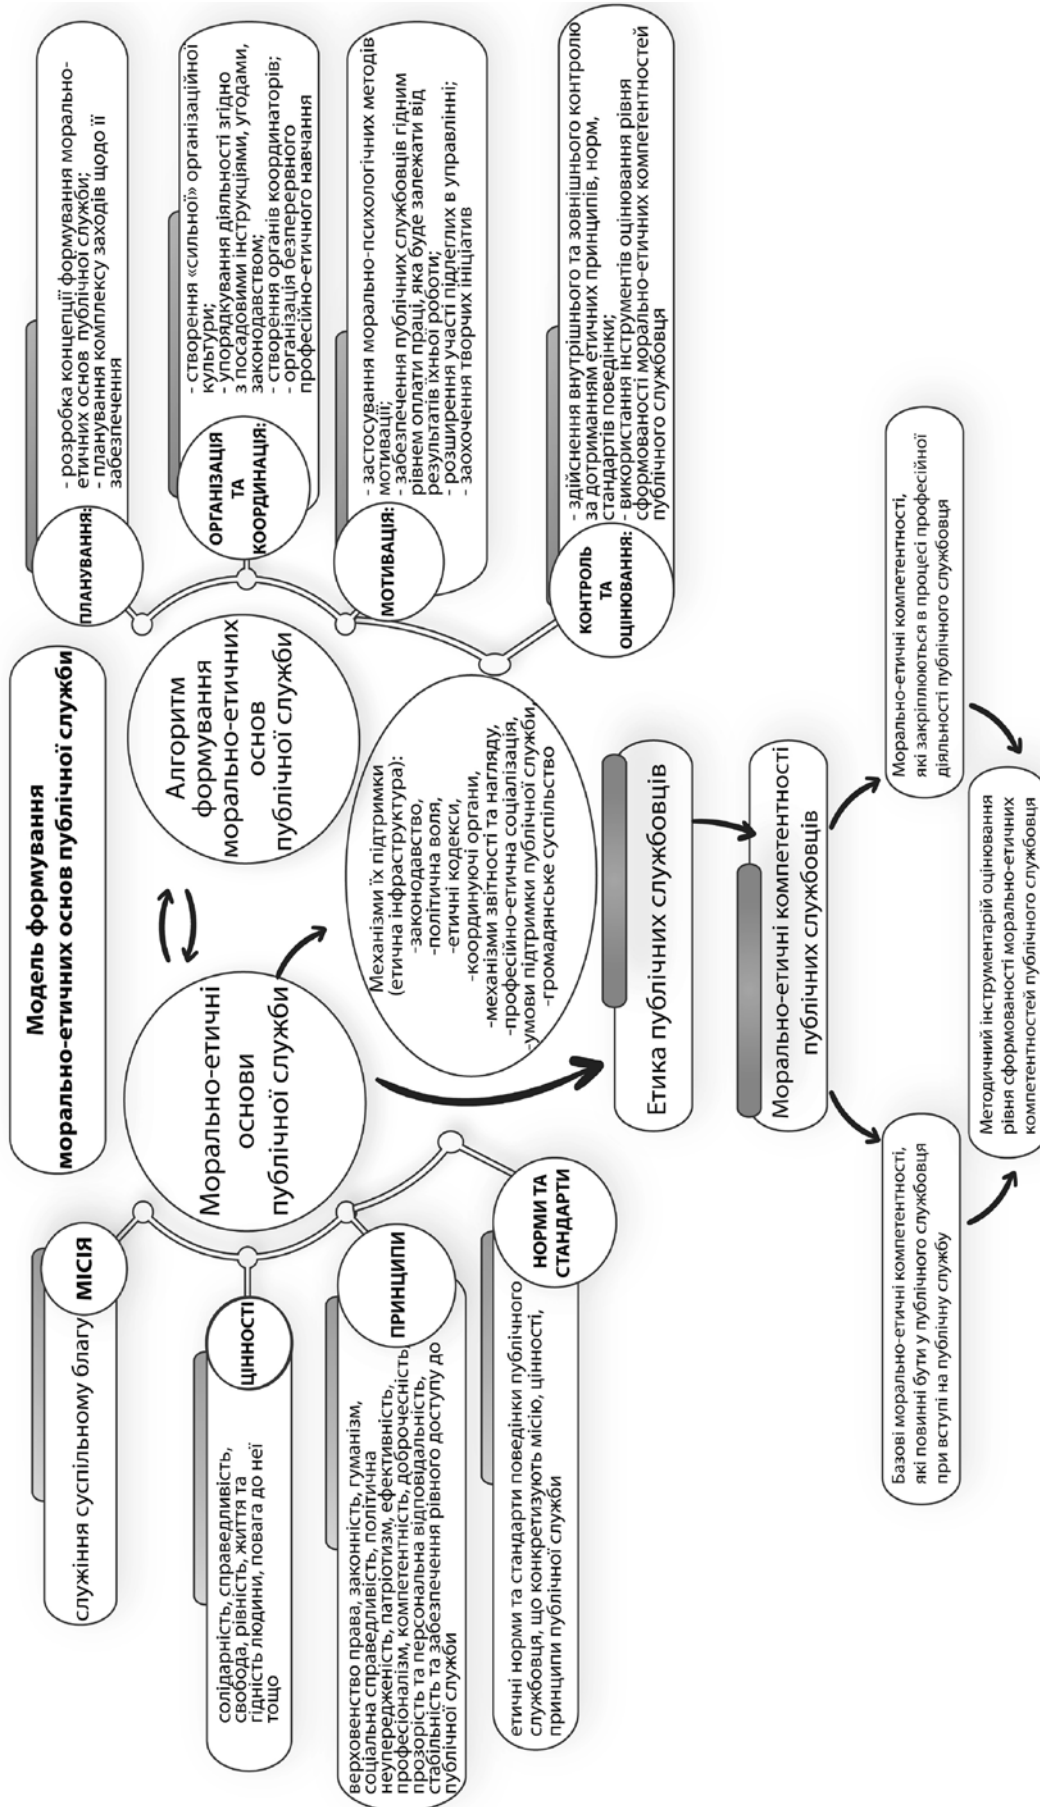 Модель формування
морально-етичних основ публічної служби
МІСІЯ
служіння суспільному благу
ЦІННОСТІ
солідарність, справедливість,
свобода, рівність, життя та
гідність людини, повага до неї
тощо
ПРИНЦИПИ
верховенство права, законність, гуманізм,
соціальна справедливість, політична
неупередженість, патріотизм, ефективність,
професіоналізм, компетентність, доброчесність,
прозорість та персональна відповідальність,
стабільність та забезпечення рівного доступу до
публічної служби
НОРМИ ТА
СТАНДАРТИ
етичні норми та стандарти поведінки публічного
службовця, що конкретизують місію, цінності,
принципи публічної служби
Морально-етичні
основи
публічної служби
Алгоритм
формування
морально-етичних
основ
публічної служби
Механізми їх підтримки
(етична інфраструктура):
-законодавство,
-політична воля,
-етичні кодекси,
-координуючі органи,
-механізми звітності та нагляду,
-професійно-етична соціалізація,
-умови підтримки публічної служби,
-громадянське суспільство
ПЛАНУВАННЯ:
- розробка концепції формування морально-
етичних основ публічної служби;
- планування комплексу заходів щодо її
забезпечення
ОРГАНІЗАЦІЯ
ТА
КООРДИНАЦІЯ:
- створення «сильної» організаційної
культури;
- упорядкування діяльності згідно
з посадовими інструкціями, угодами,
законодавством;
- створення органів координаторів;
- організація безперервного
професійно-етичного навчання
МОТИВАЦІЯ:
- застосування морально-психологічних методів
мотивації;
- забезпечення публічних службовців гідним
рівнем оплати праці, яка буде залежати від
результатів їхньої роботи;
- розширення участі підлеглих в управлінні;
- заохочення творчих ініціатив
КОНТРОЛЬ
ТА
ОЦІНЮВАННЯ:
- здійснення внутрішнього та зовнішнього контролю
за дотриманням етичних принципів, норм,
стандартів поведінки;
- використання інструментів оцінювання рівня
сформованості морально-етичних компетентностей
публічного службовця
Етика публічних службовців
Морально-етичні компетентності
публічних службовців
Базові морально-етичні компетентності,
які повинні бути у публічного службовця
при вступі на публічну службу
Морально-етичні компетентності,
які закріплюються в процесі професійної
діяльності публічного службовця
Методичний інструментарій оцінювання
рівня сформованості морально-етичних
компетентностей публічного службовця